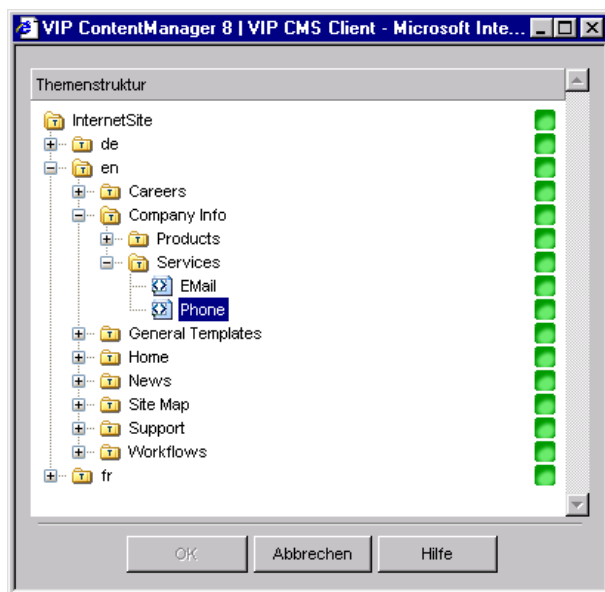 VIP ContentManager 8 | VIP CMS Client - Microsoft Inte...
Themenstruktur
InternetSite
de
en
Careers
Company Info
Products
Services
EMail
Phone
General Templates
Home
News
Site Map
Support
Workflows
fr
OK Abbrechen Hilfe